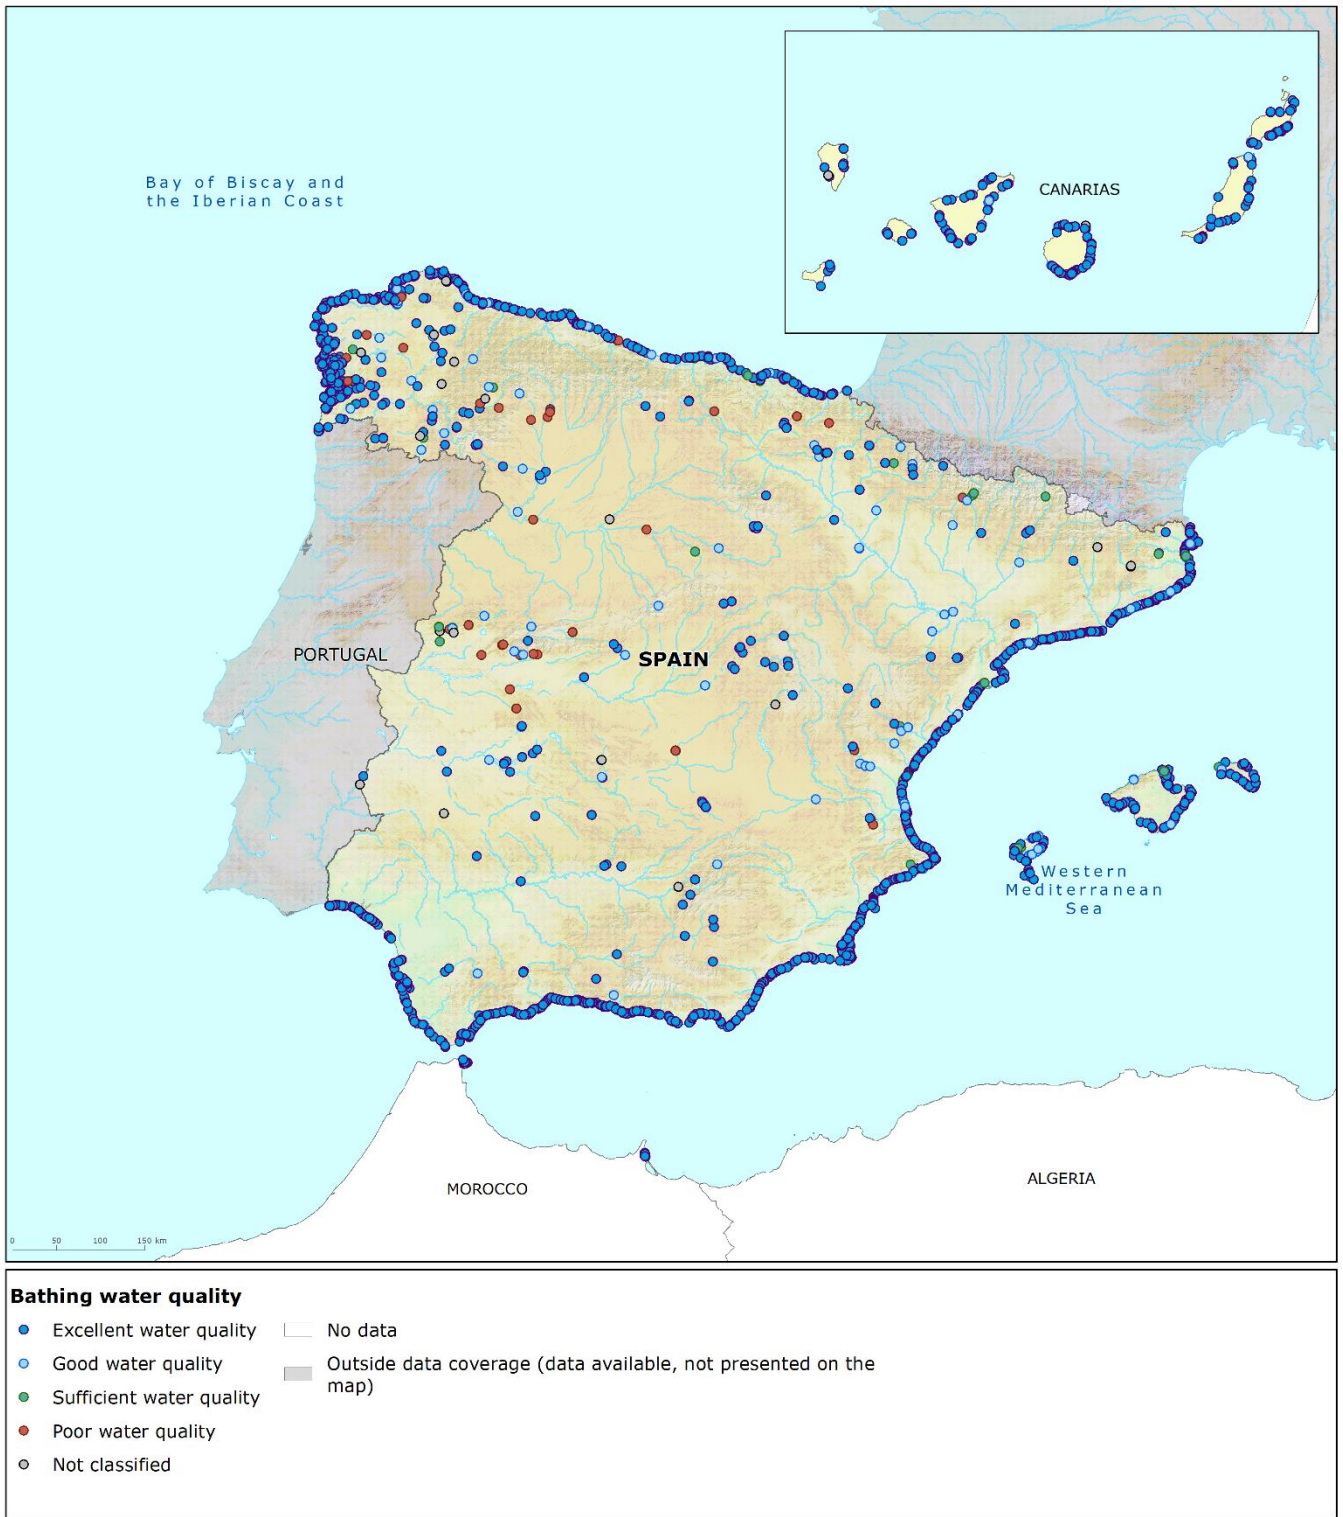 Bay of Biscay and
the Iberian Coast
CANARIAS
PORTUGAL
SPAIN
Western
Mediterranean
Sea
MOROCCO
ALGERIA
0 50 100 150 km
Bathing water quality
Excellent water quality
Good water quality
Sufficient water quality
Poor water quality
Not classified
No data
Outside data coverage (data available, not presented on the
map)